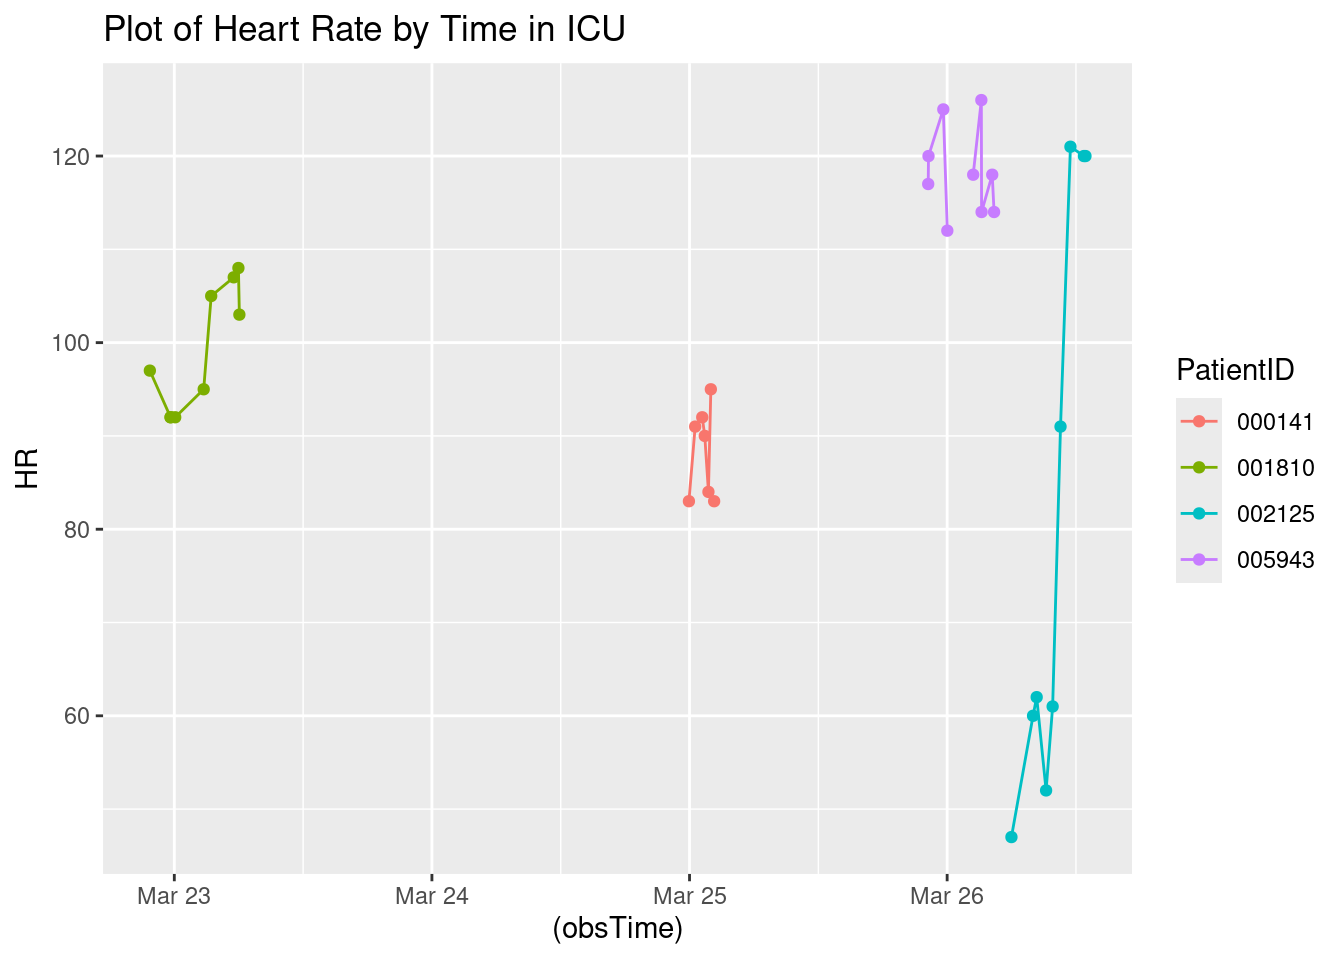 Plot of Heart Rate by Time in ICU
HR
120
100
80
60
Mar 23 Mar 24 Mar 25 Mar 26
(obsTime)
PatientID
000141
001810
002125
005943